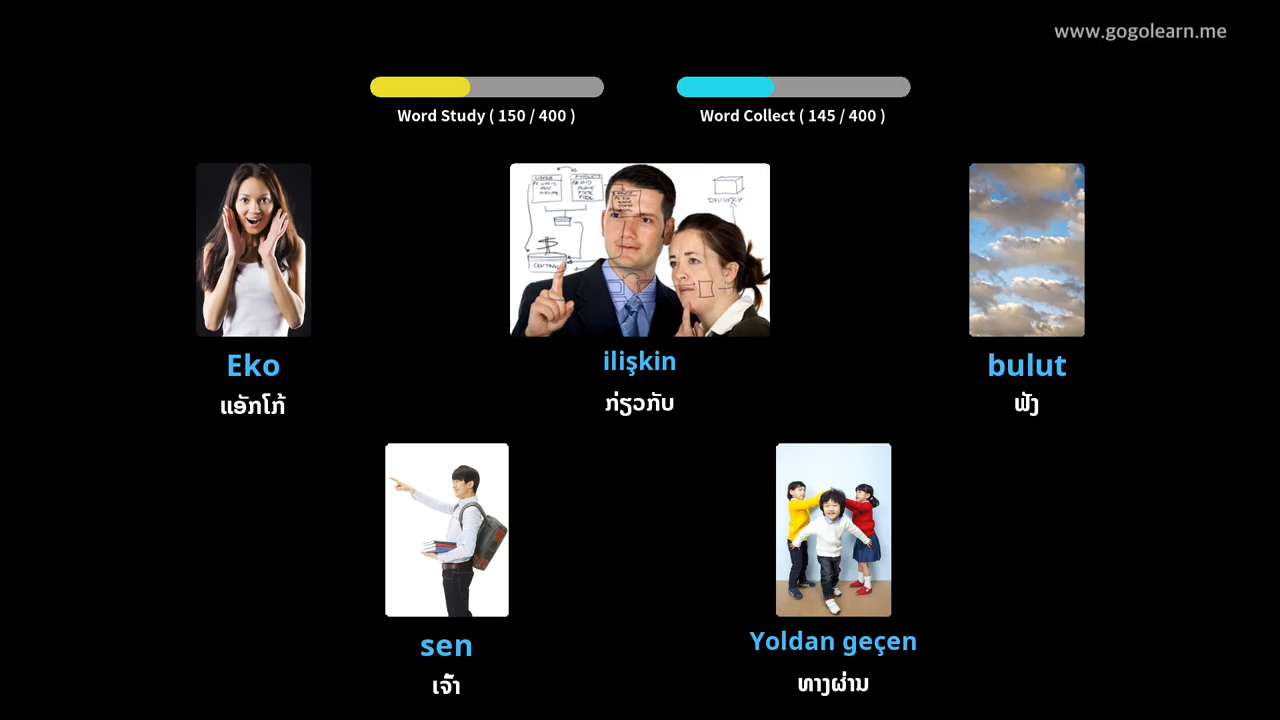 www.gogolearn.me
Word Study ( 150 / 400 )
Word Collect ( 145 / 400 )
Eko
ແອັກໂກ້
ilişkin
ກ່ຽວກັບ
bulut
ຟັງ
sen
ເຈົ້າ
Yoldan geçen
ທາງຜ່ານ